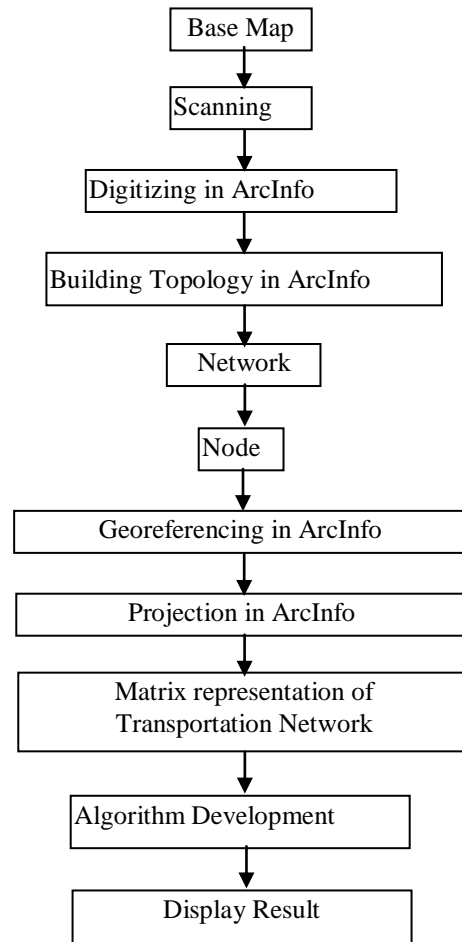 Base Map
Scanning
Digitizing in ArcInfo
Building Topology in ArcInfo
Network
Node
Georeferencing in ArcInfo
Projection in ArcInfo
Matrix representation of
Transportation Network
Algorithm Development
Display Result